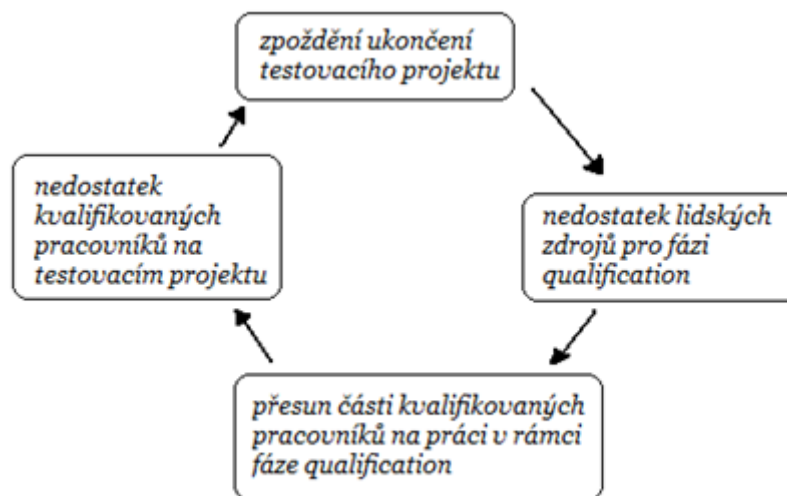 zpoždění ukončení
testovacího projektu
nedostatek lidských
zdrojů pro fázi
qualification
přesun části kvalifikovaných
pracovníků na práci v rámci
fáze qualification
nedostatek
kvalifikovaných
pracovníků na
testovacím projektu